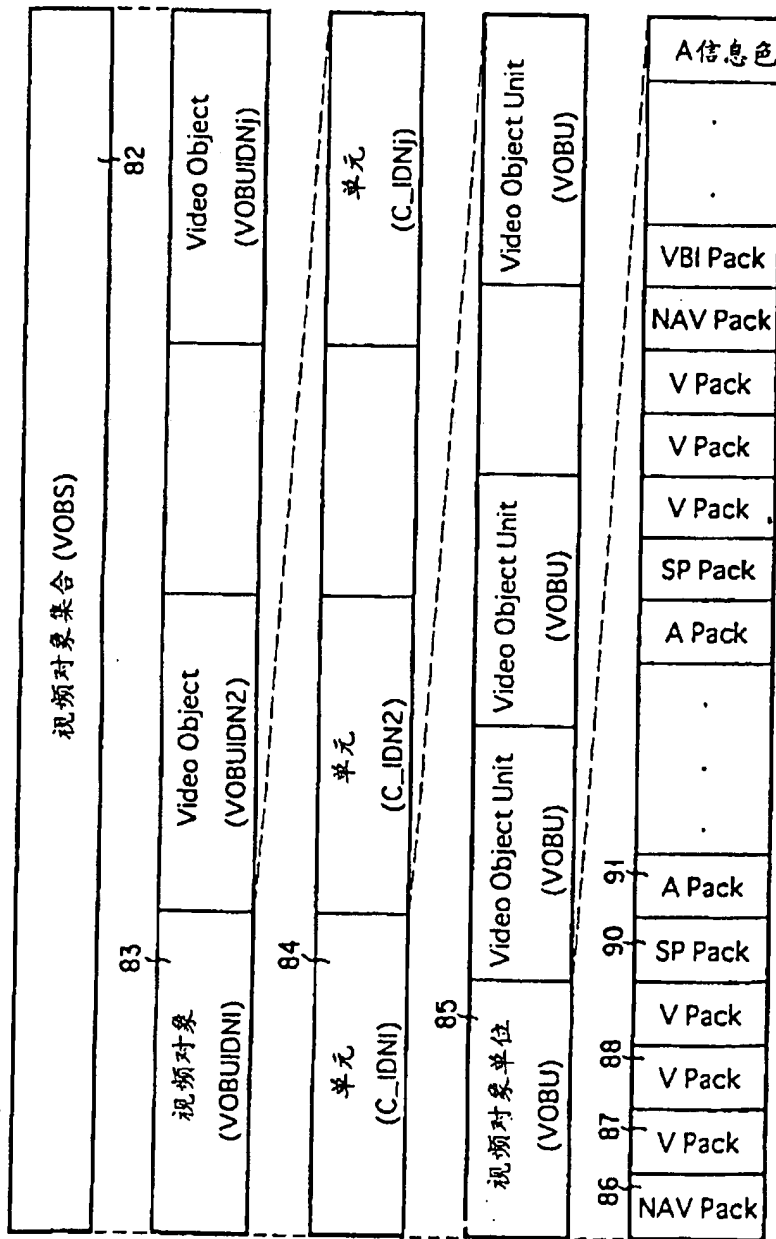 视频对象集合 (VOBS)
82
83
视频对象
(VOBUIDN1)
Video Object
(VOBUIDN2)
Video Object
(VOBUIDNj)
84
单元
(C_IDN1)
单元
(C_IDN2)
单元
(C_IDNj)
85
视频对象单位
(VOBU)
Video Object Unit
(VOBU)
Video Object Unit
(VOBU)
Video Object Unit
(VOBU)
86
87
88
90
91
NAV Pack
V Pack
V Pack
V Pack
SP Pack
A Pack
A Pack
SP Pack
V Pack
V Pack
V Pack
NAV Pack
VBI Pack
A信息色